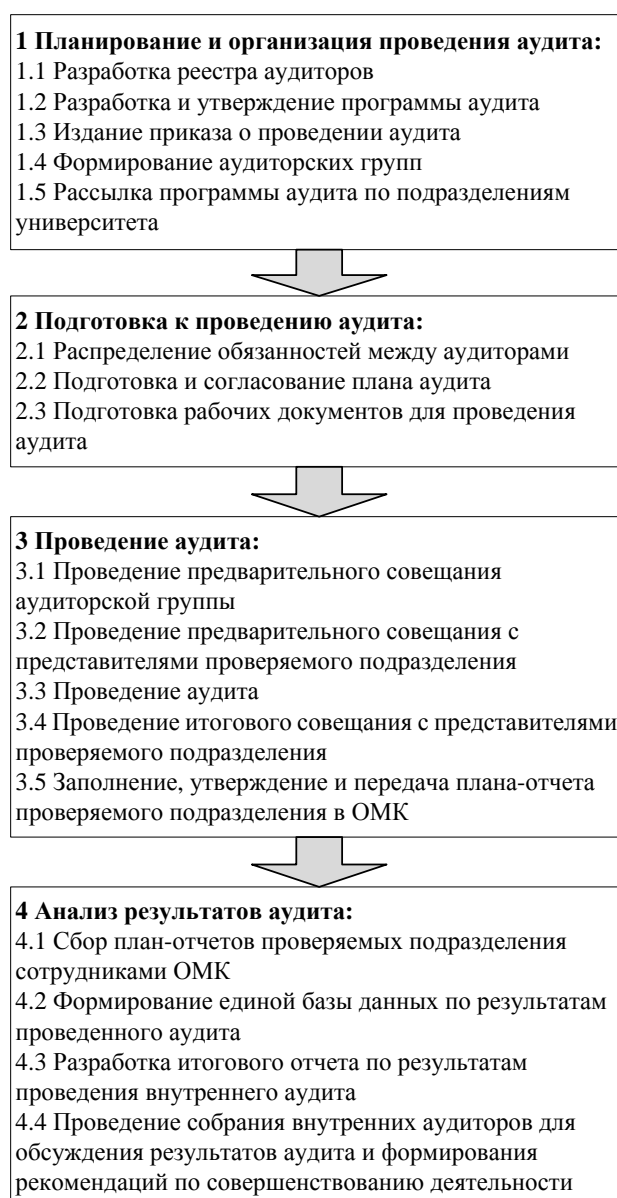 1 Планирование и организация проведения аудита:
1.1 Разработка реестра аудиторов
1.2 Разработка и утверждение программы аудита
1.3 Издание приказа о проведении аудита
1.4 Формирование аудиторских групп
1.5 Рассылка программы аудита по подразделениям
университета
2 Подготовка к проведению аудита:
2.1 Распределение обязанностей между аудиторами
2.2 Подготовка и согласование плана аудита
2.3 Подготовка рабочих документов для проведения
аудита
3 Проведение аудита:
3.1 Проведение предварительного совещания
аудиторской группы
3.2 Проведение предварительного совещания с
представителями проверяемого подразделения
3.3 Проведение аудита
3.4 Проведение итогового совещания с представителями
проверяемого подразделения
3.5 Заполнение, утверждение и передача плана-отчета
проверяемого подразделения в ОМК
4 Анализ результатов аудита:
4.1 Сбор план-отчетов проверяемых подразделения
сотрудниками ОМК
4.2 Формирование единой базы данных по результатам
проведенного аудита
4.3 Разработка итогового отчета по результатам
проведения внутреннего аудита
4.4 Проведение собрания внутренних аудиторов для
обсуждения результатов аудита и формирования
рекомендаций по совершенствованию деятельности